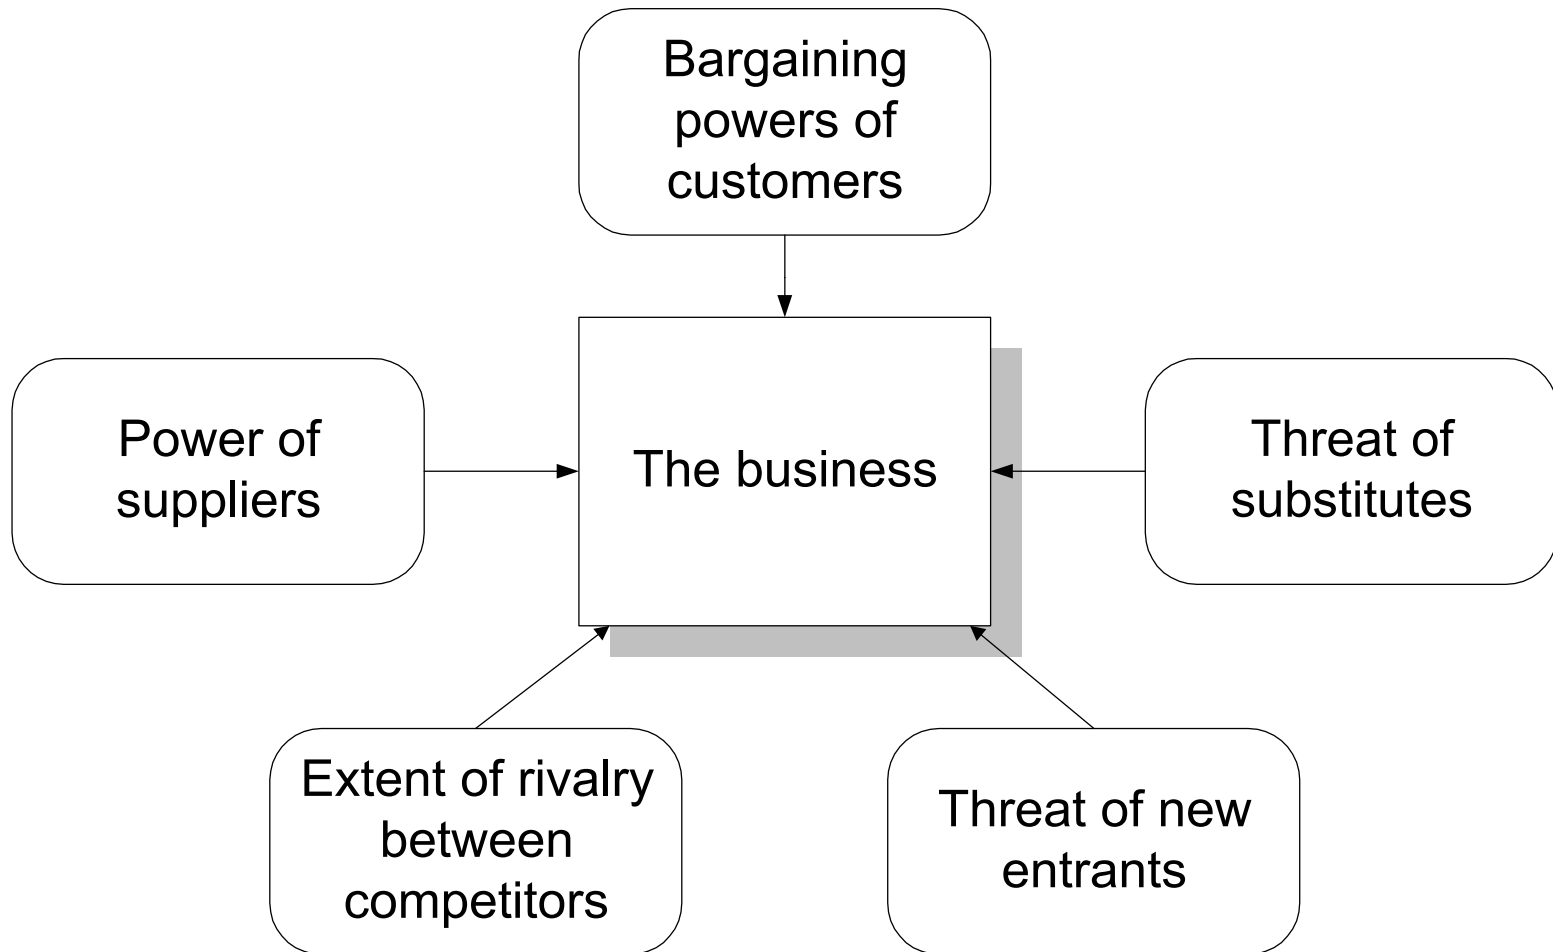 Bargaining
powers of
customers
Power of
suppliers
The business
Threat of
substitutes
Extent of rivalry
between
competitors
Threat of new
entrants